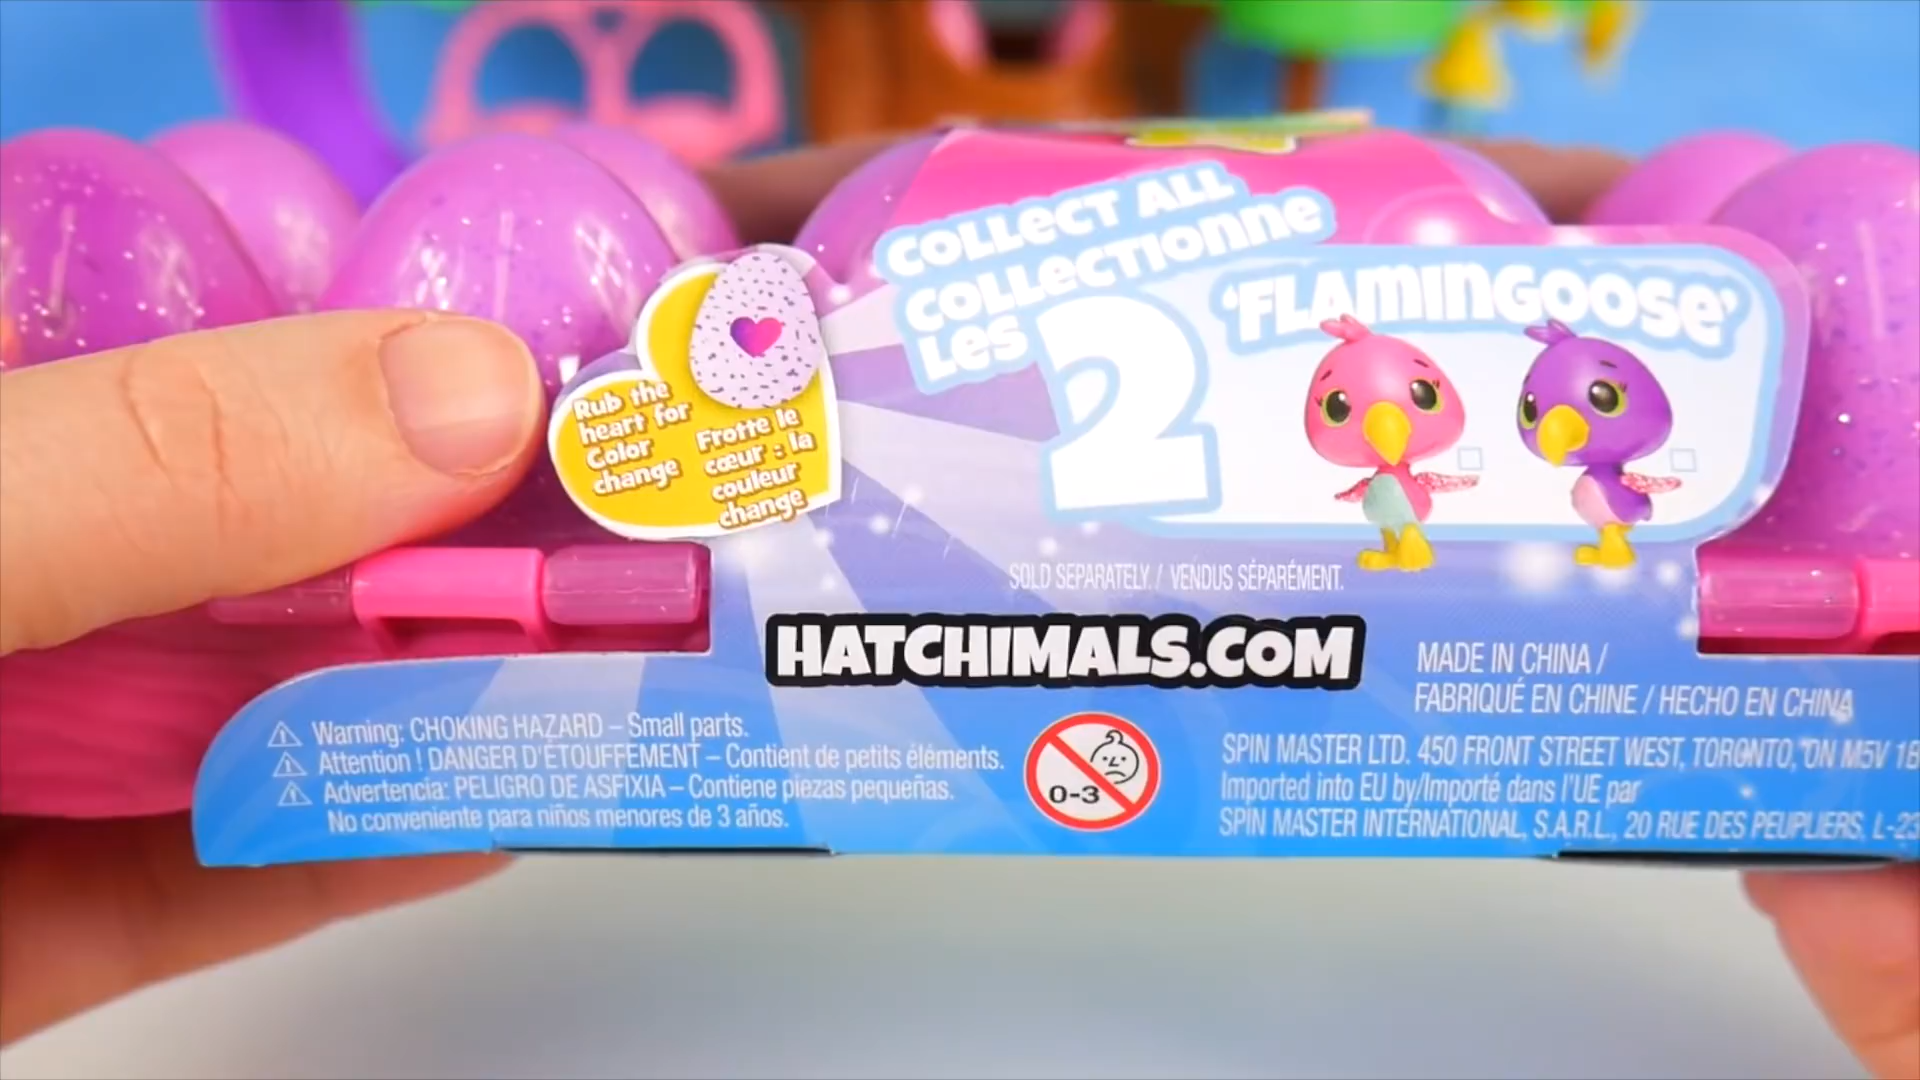 COLLECT ALL
COLLECTIONNE
LES
2
'FLAMINGOOSE'
Rub the
heart for
Color
change
Frotte le
cœur : la
couleur
change
SOLD SEPARATELY. / VENDUS SÉPARÉMENT.
HATCHIMALS.COM
MADE IN CHINA /
FABRIQUÉ EN CHINE / HECHO EN CHINA
Warning: CHOKING HAZARD – Small parts.
Attention ! DANGER D'ÉTOUFFEMENT – Contient de petits éléments.
Advertencia: PELIGRO DE ASFIXIA – Contiene piezas pequeñas.
No conveniente para niños menores de 3 años.
0-3
SPIN MASTER LTD. 450 FRONT STREET WEST, TORONTO, ON M5V 1B
Imported into EU by/Importé dans l'UE par
SPIN MASTER INTERNATIONAL, S.A.R.L., 20 RUE DES PEUPLIERS, L-23